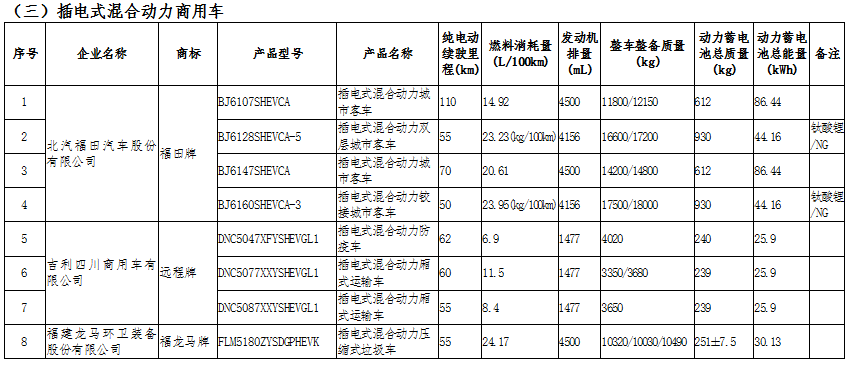 （三）插电式混合动力商用车
序号 企业名称 商标 产品型号 产品名称 纯电动续驶里程(km) 燃料消耗量(L/100km) 发动机排量(mL) 整车整备质量(kg) 动力蓄电池总质量(kg) 动力蓄电池总能量(kWh) 备注
1 北汽福田汽车股份有限公司 福田牌 BJ6107SHEVCA 插电式混合动力城市客车 110 14.92 4500 11800/12150 612 86.44
2 BJ6128SHEVCA-5 插电式混合动力双层城市客车 55 23.23(kg/100km) 4156 16600/17200 930 44.16 钛酸锂/NG
3 BJ6147SHEVCA 插电式混合动力城市客车 70 20.61 4500 14200/14800 612 86.44
4 BJ6160SHEVCA-3 插电式混合动力铰接城市客车 50 23.95(kg/100km) 4156 17500/18000 930 44.16 钛酸锂/NG
5 吉利四川商用车有限公司 远程牌 DNC5047XFYSHEVGL1 插电式混合动力防疫车 62 6.9 1477 4020 240 25.9
6 DNC5077XXYSHEVGL1 插电式混合动力厢式运输车 60 11.5 1477 3350/3680 239 25.9
7 DNC5087XXYSHEVGL1 插电式混合动力厢式运输车 55 8.4 1477 3650 239 25.9
8 福建龙马环卫装备股份有限公司 福龙马牌 FLM5180ZYSDGPHEVK 插电式混合动力压缩式垃圾车 55 24.17 4500 10320/10030/10490 251±7.5 30.13